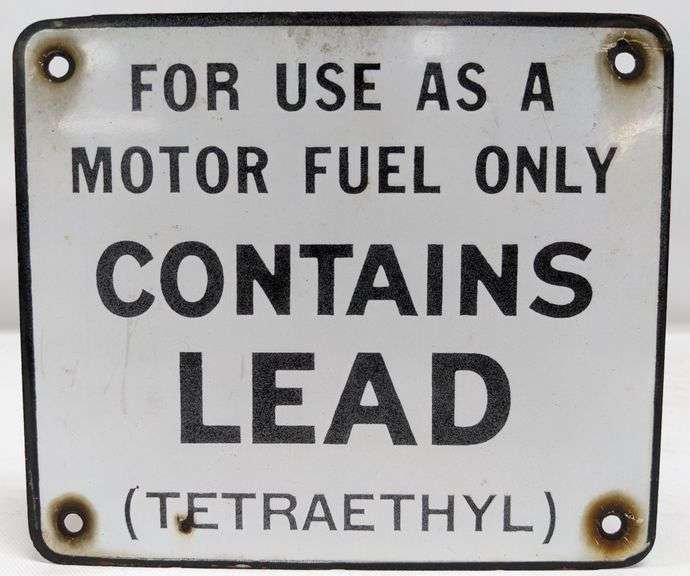 FOR USE AS A
MOTOR FUEL ONLY
CONTAINS
LEAD
(TETRAETHYL)